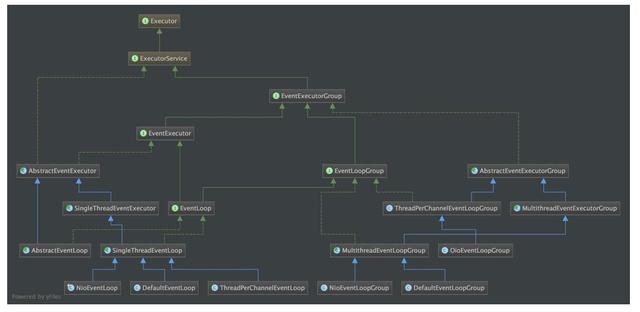 Executor
ExecutorService
EventExecutorGroup
EventExecutor
AbstractEventExecutor
EventLoopGroup
AbstractEventExecutorGroup
SingleThreadEventExecutor
EventLoop
ThreadPerChannelEventLoopGroup
MultithreadEventExecutorGroup
AbstractEventLoop
SingleThreadEventLoop
MultithreadEventLoopGroup
OioEventLoopGroup
NioEventLoop
DefaultEventLoop
ThreadPerChannelEventLoop
NioEventLoopGroup
DefaultEventLoopGroup
Powered by yFiles